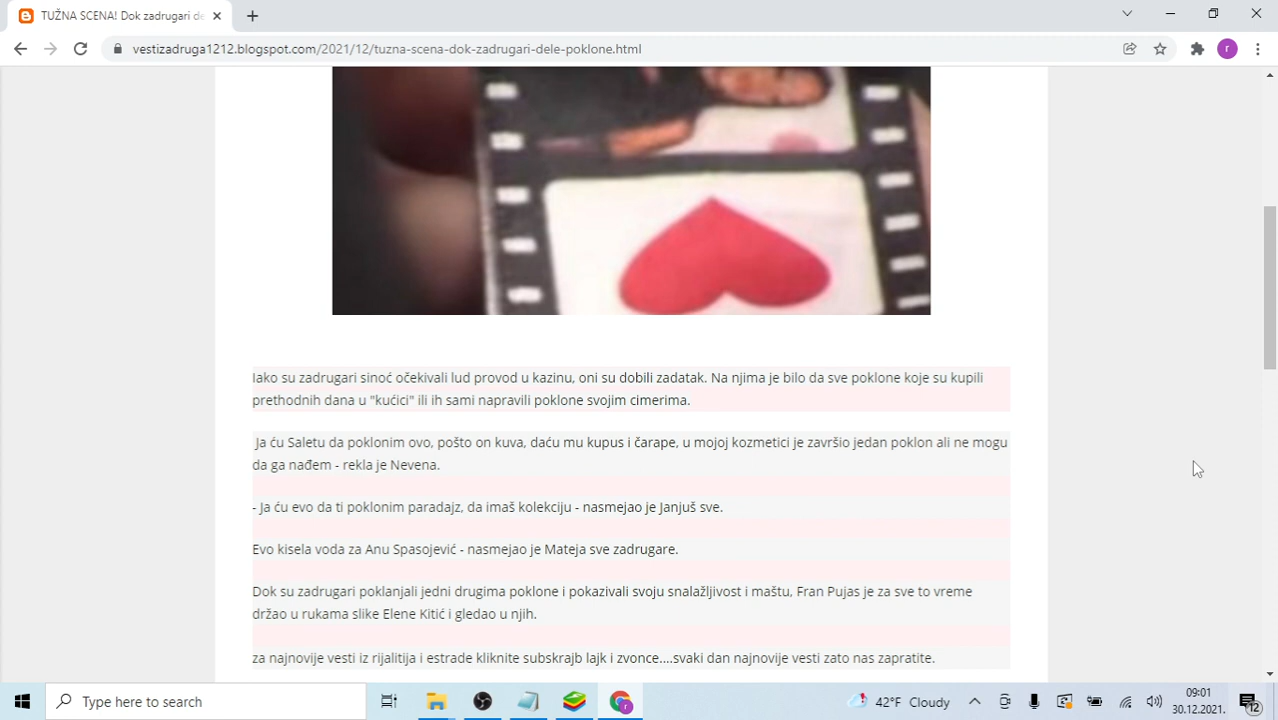 TUŽNA SCENA! Dok zadrugari de
vestizadruga1212.blogspot.com/2021/12/tuzna-scena-dok-zadrugari-dele-poklone.html
r
Iako su zadrugari sinoć očekivali lud provod u kazinu, oni su dobili zadatak. Na njima je bilo da sve poklone koje su kupili
prethodnih dana u "kućici" ili ih sami napravili poklone svojim cimerima.
Ja ću Saletu da poklonim ovo, pošto on kuva, daću mu kupus i čarape, u mojoj kozmetici je završio jedan poklon ali ne mogu
da ga nađem - rekla je Nevena.
- Ja ću evo da ti poklonim paradajz, da imaš kolekciju - nasmejao je Janjuš sve.
Evo kisela voda za Anu Spasojević - nasmejao je Mateja sve zadrugare.
Dok su zadrugari poklanjali jedni drugima poklone i pokazivali svoju snalažljivost i maštu, Fran Pujas je za sve to vreme
držao u rukama slike Elene Kitić i gledao u njih.
za najnovije vesti iz rijalitija i estrade kliknite subskrajb lajk i zvonce....svaki dan najnovije vesti zato nas zapratite.
Type here to search
r
42°F Cloudy
09:01
30.12.2021.
12